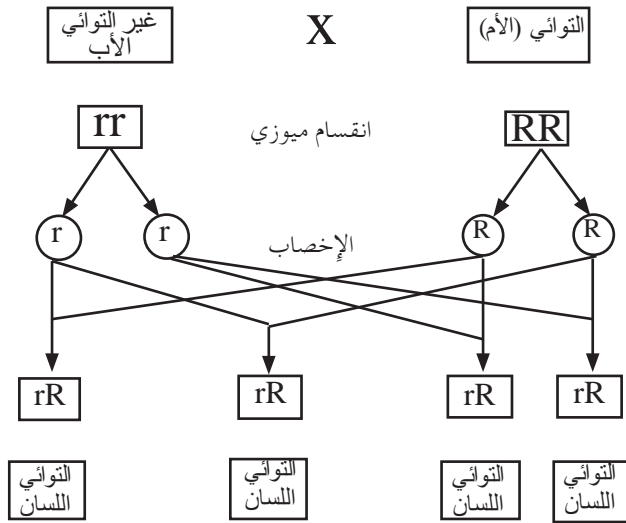 التوائي (الأم)
X
غير التوائي
الأب
RR
انقسام ميوزي
rr
R
R
الإخصاب
r
r
rR
rR
rR
rR
التوائي
اللسان
التوائي
اللسان
التوائي
اللسان
التوائي
اللسان